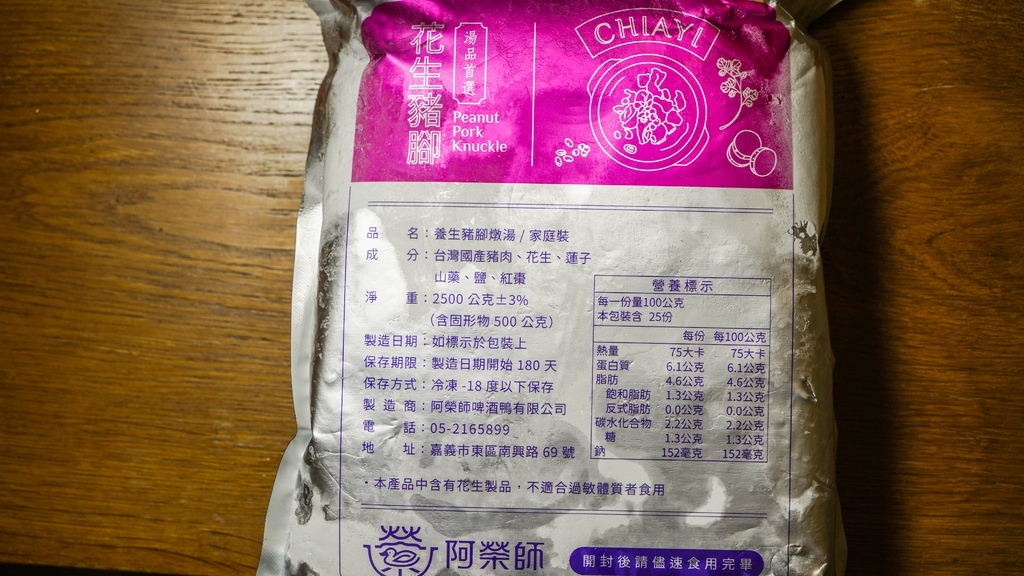 花生豬腳
湯品首選
Peanut
Pork
Knuckle
CHIAYI
品名：養生豬腳燉湯 / 家庭裝
成分：台灣國產豬肉、花生、蓮子
山藥、鹽、紅棗
淨重：2500 公克±3%
（含固形物 500 公克）
製造日期：如標示於包裝上
保存期限：製造日期開始 180 天
保存方式：冷凍 -18 度以下保存
製造商：阿榮師啤酒鴨有限公司
電話：05-2165899
地址：嘉義市東區南興路 69 號
營養標示
每一份量100公克
本包裝含 25份
每份 每100公克
熱量 75大卡 75大卡
蛋白質 6.1公克 6.1公克
脂肪 4.6公克 4.6公克
飽和脂肪 1.3公克 1.3公克
反式脂肪 0.0公克 0.0公克
碳水化合物 2.2公克 2.2公克
糖 1.3公克 1.3公克
鈉 152毫克 152毫克
・本產品中含有花生製品，不適合過敏體質者食用
阿榮師
開封後請儘速食用完畢